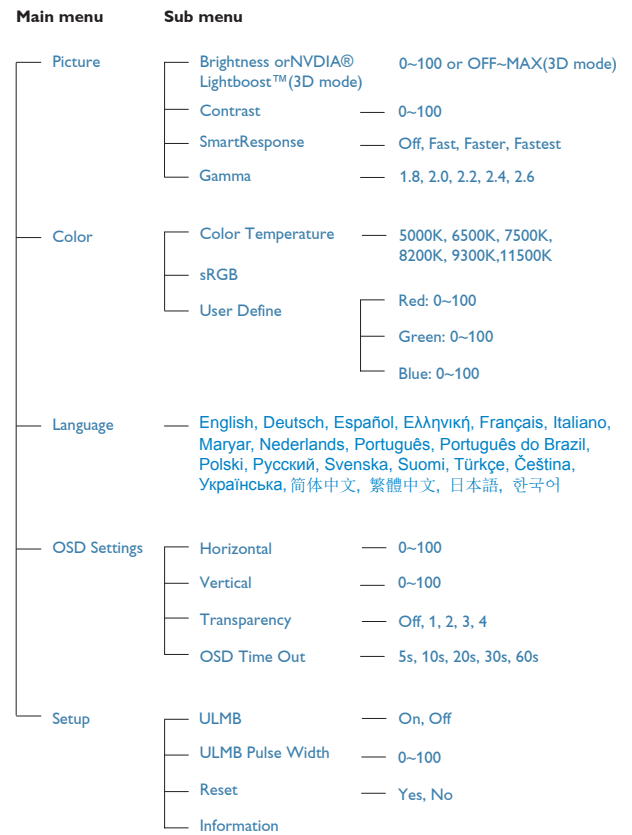 Main menu Sub menu
Picture
Brightness orNVDIA®
Lightboost™(3D mode)
0~100 or OFF~MAX(3D mode)
Contrast 0~100
SmartResponse Off, Fast, Faster, Fastest
Gamma 1.8, 2.0, 2.2, 2.4, 2.6
Color
Color Temperature 5000K, 6500K, 7500K,
8200K, 9300K,11500K
sRGB
User Define
Red: 0~100
Green: 0~100
Blue: 0~100
Language
English, Deutsch, Español, Ελληνική, Français, Italiano,
Maryar, Nederlands, Português, Português do Brazil,
Polski, Русский, Svenska, Suomi, Türkçe, Čeština,
Українська, 简体中文, 繁體中文, 日本語, 한국어
OSD Settings
Horizontal 0~100
Vertical 0~100
Transparency Off, 1, 2, 3, 4
OSD Time Out 5s, 10s, 20s, 30s, 60s
Setup
ULMB On, Off
ULMB Pulse Width 0~100
Reset Yes, No
Information